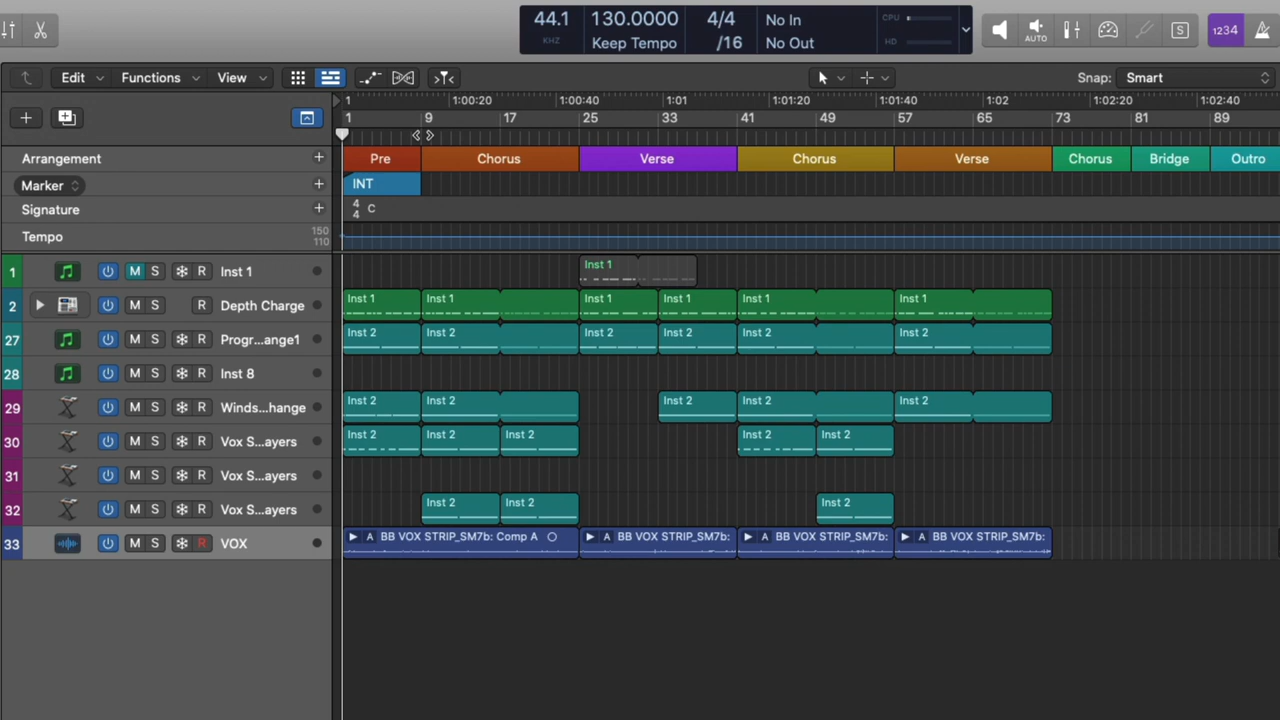 44.1 130.0000 4/4 No In CPU
KHZ Keep Tempo /16 No Out HD
AUTO S 1234
Edit Functions View Snap: Smart
1 1:00:20 1:00:40 1:01 1:01:20 1:01:40 1:02 1:02:20 1:02:40
1 9 17 25 33 41 49 57 65 73 81 89
Arrangement Pre Chorus Verse Chorus Verse Chorus Bridge Outro
Marker INT
Signature 4/4 C
Tempo 150
110
1 M S R Inst 1 Inst 1
2 M S R Depth Charge Inst 1 Inst 1 Inst 1 Inst 1 Inst 1 Inst 1
27 M S R Progr...ange1 Inst 2 Inst 2 Inst 2 Inst 2 Inst 2 Inst 2
28 M S R Inst 8
29 M S R Winds...hange Inst 2 Inst 2 Inst 2 Inst 2 Inst 2
30 M S R Vox S...ayers Inst 2 Inst 2 Inst 2 Inst 2 Inst 2
31 M S R Vox S...ayers
32 M S R Vox S...ayers Inst 2 Inst 2 Inst 2
33 M S R VOX A BB VOX STRIP_SM7b: Comp A A BB VOX STRIP_SM7b: A BB VOX STRIP_SM7b: A BB VOX STRIP_SM7b: